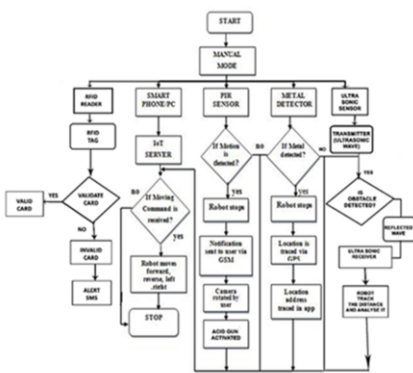 START
MANUAL
MODE
RFID
READER
SMART
PHONE/PC
PIR
SENSOR
METAL
DETECTOR
ULTRA
SONIC
SENSOR
RFID
TAG
IoT
SERVER
If Motion
is
detected?
NO
If Metal
detected?
NO
TRANSMITTER
(ULTRASONIC
WAVE)
YES
VALID
CARD
YES
VALIDATE
CARD
NO
If Moving
Command is
received?
yes
yes
yes
IS
OBSTACLE
DETECTED?
REFLECTED
WAVE
NO
INVALID
CARD
ALERT
SMS
Robot moves
forward,
reverse, left
,right
STOP
Robot stops
Notification
sent to user via
GSM
Camera
rotated by
user
ACID GUN
ACTIVATED
Robot stops
Location is
traced via
GPS
Location
address
traced in app
ULTRA SONIC
RECEIVER
ROBOT
TRACK
THE DISTANCE
AND ANALYSE IT